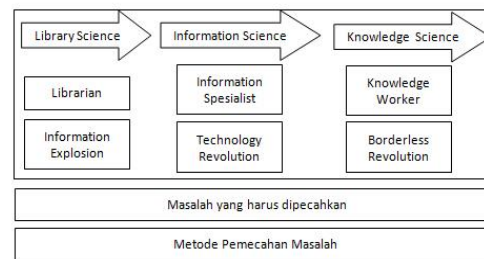 Library Science
Information Science
Knowledge Science
Librarian
Information
Spesialist
Knowledge
Worker
Information
Explosion
Technology
Revolution
Borderless
Revolution
Masalah yang harus dipecahkan
Metode Pemecahan Masalah